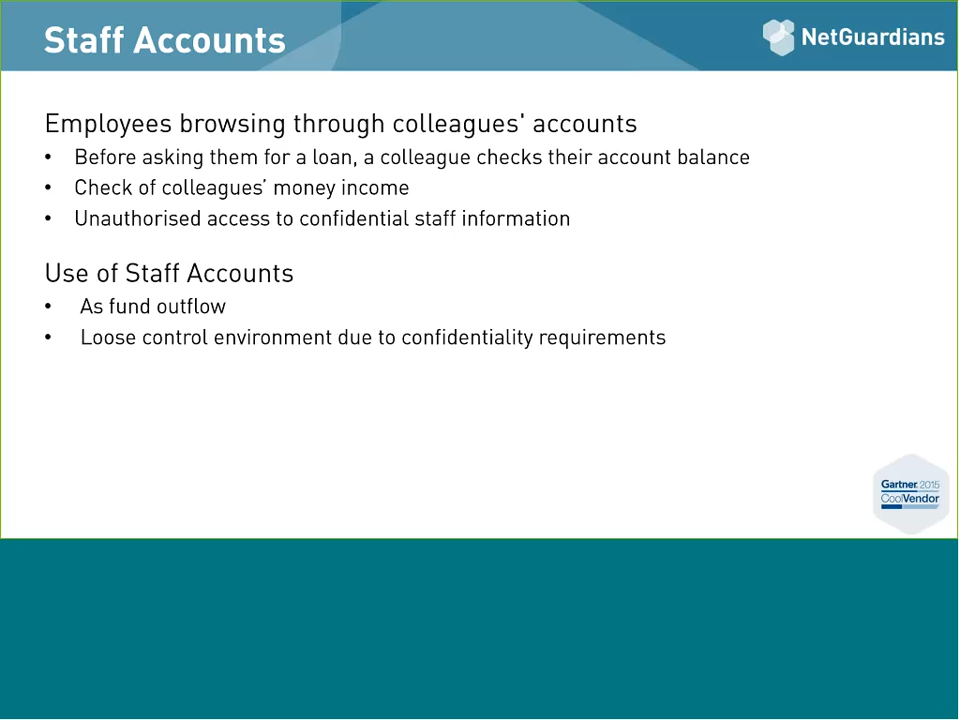 Staff Accounts
NetGuardians
Employees browsing through colleagues' accounts
• Before asking them for a loan, a colleague checks their account balance
• Check of colleagues’ money income
• Unauthorised access to confidential staff information
Use of Staff Accounts
• As fund outflow
• Loose control environment due to confidentiality requirements
Gartner 2015
CoolVendor